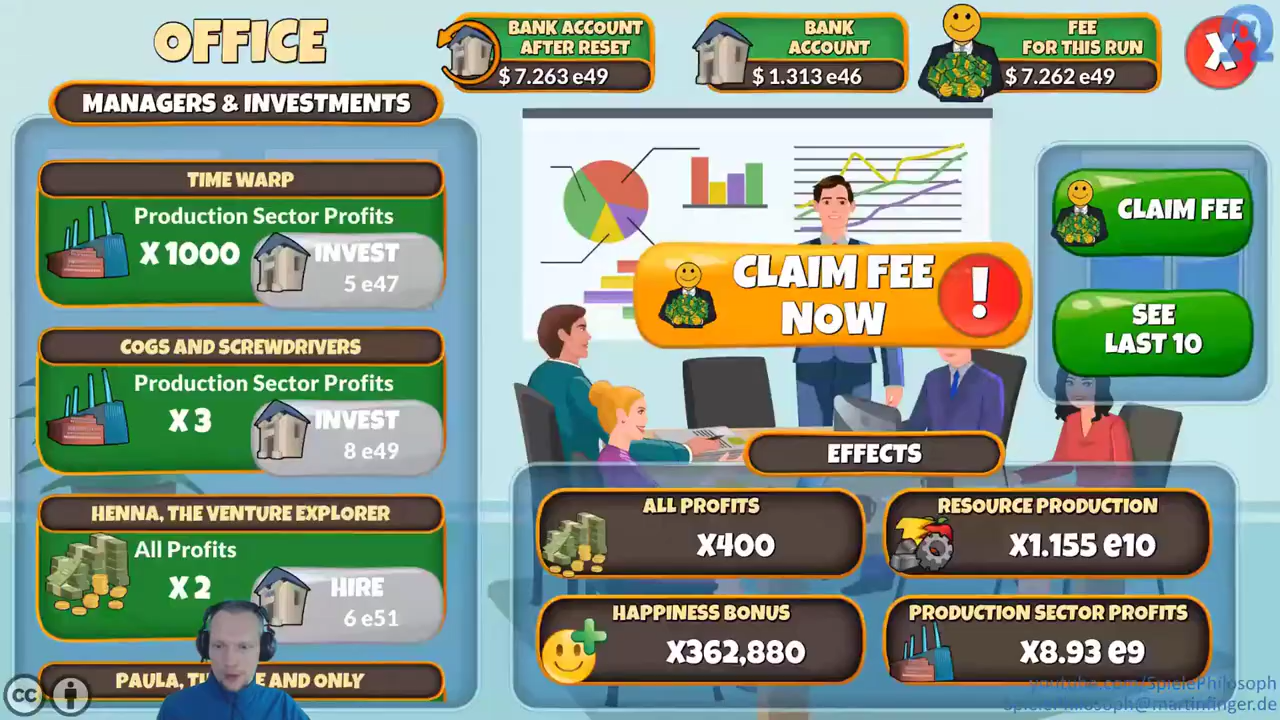 OFFICE
BANK ACCOUNT
AFTER RESET
$ 7.263 e49
BANK
ACCOUNT
$ 1.313 e46
FEE
FOR THIS RUN
$ 7.262 e49
X
MANAGERS & INVESTMENTS
TIME WARP
Production Sector Profits
X 1000
INVEST
5 e47
COGS AND SCREWDRIVERS
Production Sector Profits
X 3
INVEST
8 e49
HENNA, THE VENTURE EXPLORER
All Profits
X 2
HIRE
6 e51
PAULA, AND ONLY
CLAIM FEE
NOW
!
CLAIM FEE
SEE
LAST 10
EFFECTS
ALL PROFITS
X400
RESOURCE PRODUCTION
X1.155 e10
HAPPINESS BONUS
X362,880
PRODUCTION SECTOR PROFITS
X8.93 e9
cc
youtube.com/SpielePhilosoph
SpielePhilosoph@martinfinger.de